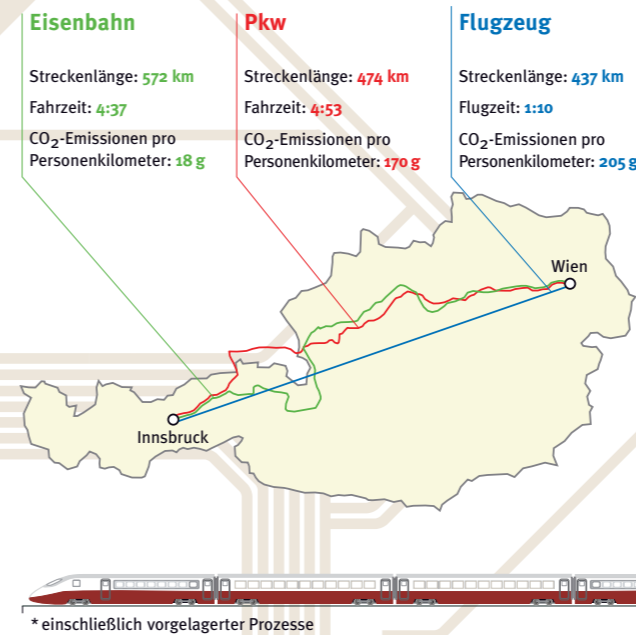 Eisenbahn
Streckenlänge: 572 km
Fahrzeit: 4:37
CO₂-Emissionen pro
Personenkilometer: 18 g
Pkw
Streckenlänge: 474 km
Fahrzeit: 4:53
CO₂-Emissionen pro
Personenkilometer: 170 g
Flugzeug
Streckenlänge: 437 km
Flugzeit: 1:10
CO₂-Emissionen pro
Personenkilometer: 205 g
Wien
Innsbruck
* einschließlich vorgelagerter Prozesse